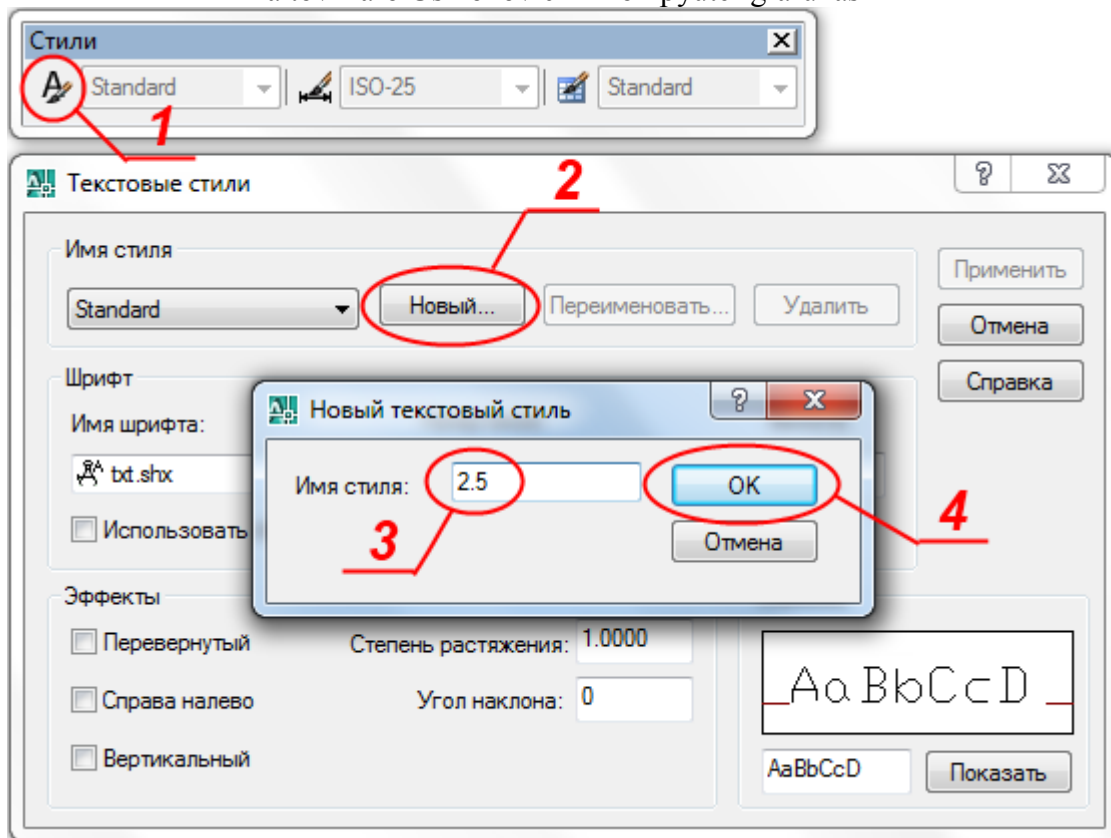 Стили
Standard ISO-25 Standard
1
Текстовые стили
2
Имя стиля
Standard Новый... Переименовать... Удалить
Применить
Отмена
Справка
Шрифт
Имя шрифта:
txt.shx
Использовать
Новый текстовый стиль
Имя стиля: 2.5 OK
Отмена
3
4
Эффекты
Перевернутый Степень растяжения: 1.0000
Справа налево Угол наклона: 0
Вертикальный
AaBbCcD
AaBbCcD Показать